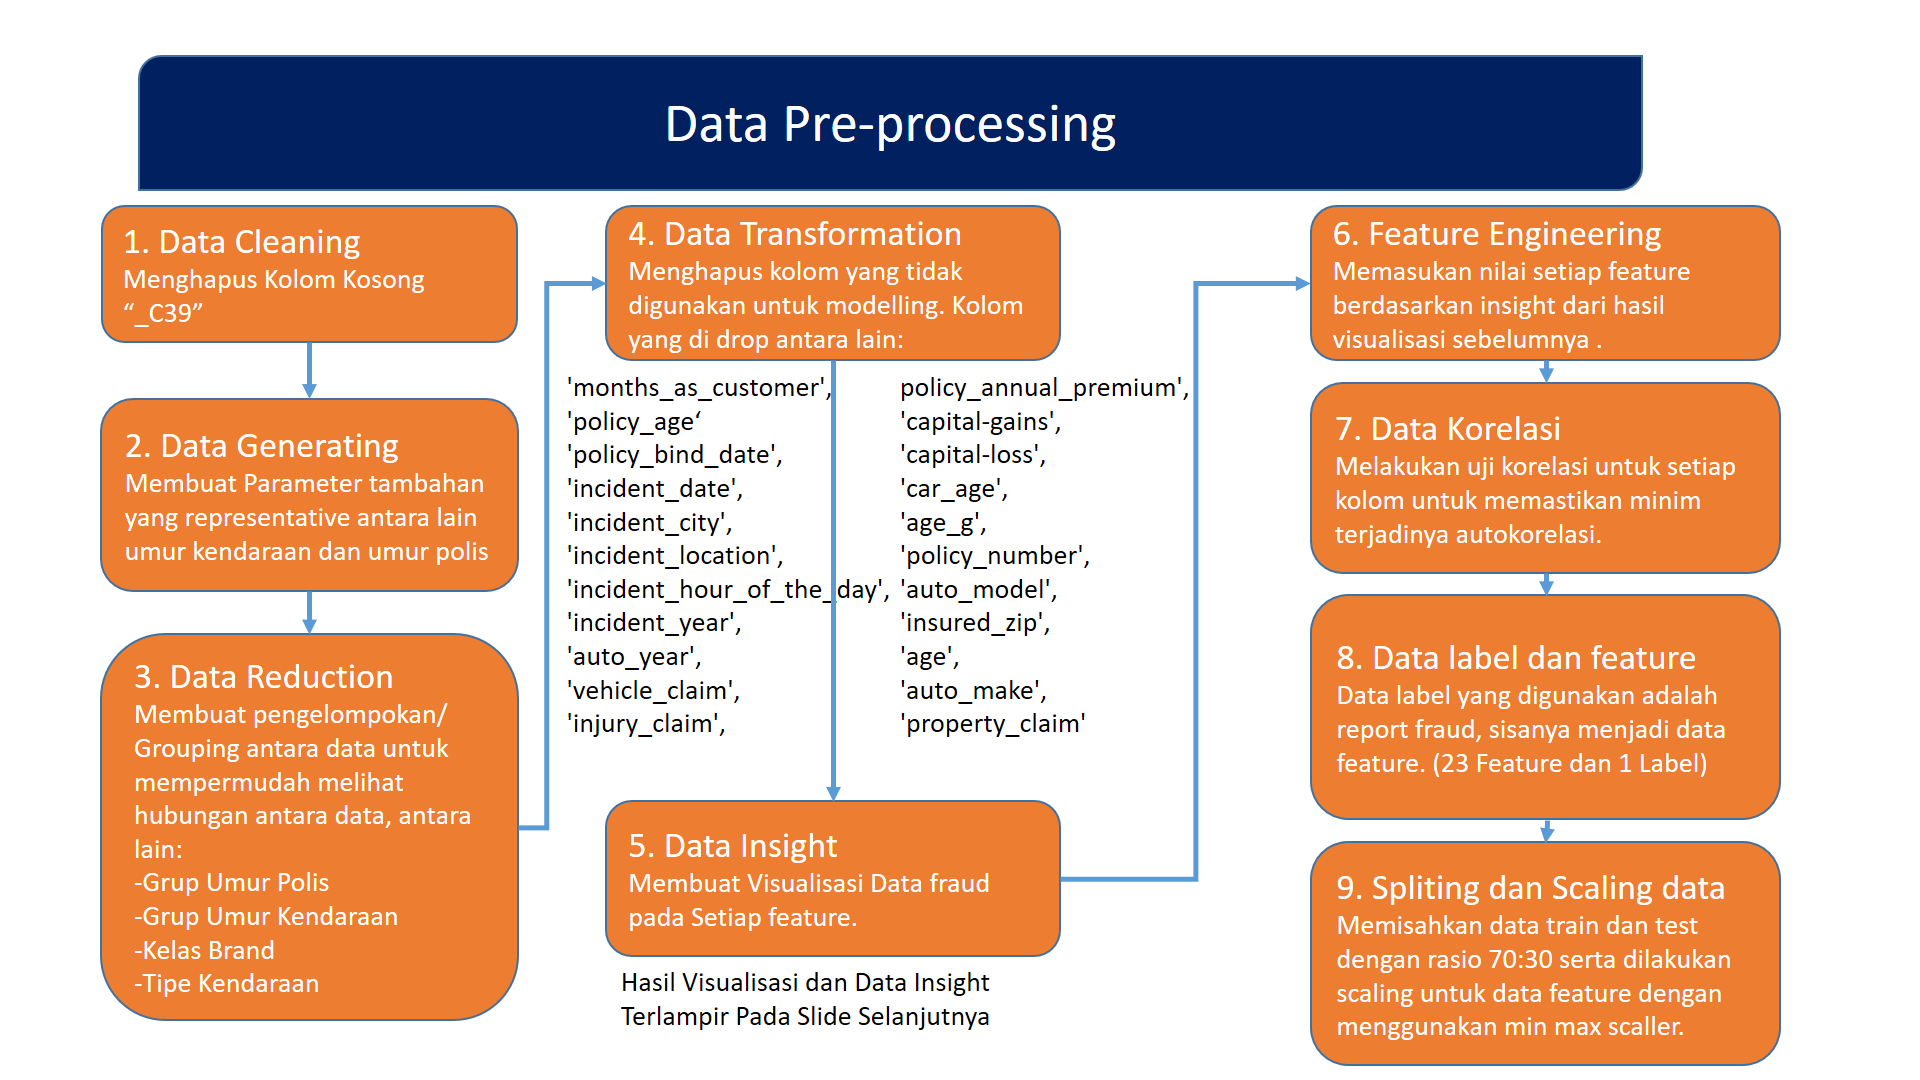 Data Pre-processing
1. Data Cleaning
Menghapus Kolom Kosong
“_C39”
2. Data Generating
Membuat Parameter tambahan
yang representative antara lain
umur kendaraan dan umur polis
3. Data Reduction
Membuat pengelompokan/
Grouping antara data untuk
mempermudah melihat
hubungan antara data, antara
lain:
-Grup Umur Polis
-Grup Umur Kendaraan
-Kelas Brand
-Tipe Kendaraan
4. Data Transformation
Menghapus kolom yang tidak
digunakan untuk modelling. Kolom
yang di drop antara lain:
'months_as_customer',
'policy_age‘
'policy_bind_date',
'incident_date',
'incident_city',
'incident_location',
'incident_hour_of_the_day',
'incident_year',
'auto_year',
'vehicle_claim',
'injury_claim',
policy_annual_premium',
'capital-gains',
'capital-loss',
'car_age',
'age_g',
'policy_number',
'auto_model',
'insured_zip',
'age',
'auto_make',
'property_claim'
5. Data Insight
Membuat Visualisasi Data fraud
pada Setiap feature.
Hasil Visualisasi dan Data Insight
Terlampir Pada Slide Selanjutnya
6. Feature Engineering
Memasukan nilai setiap feature
berdasarkan insight dari hasil
visualisasi sebelumnya .
7. Data Korelasi
Melakukan uji korelasi untuk setiap
kolom untuk memastikan minim
terjadinya autokorelasi.
8. Data label dan feature
Data label yang digunakan adalah
report fraud, sisanya menjadi data
feature. (23 Feature dan 1 Label)
9. Spliting dan Scaling data
Memisahkan data train dan test
dengan rasio 70:30 serta dilakukan
scaling untuk data feature dengan
menggunakan min max scaller.